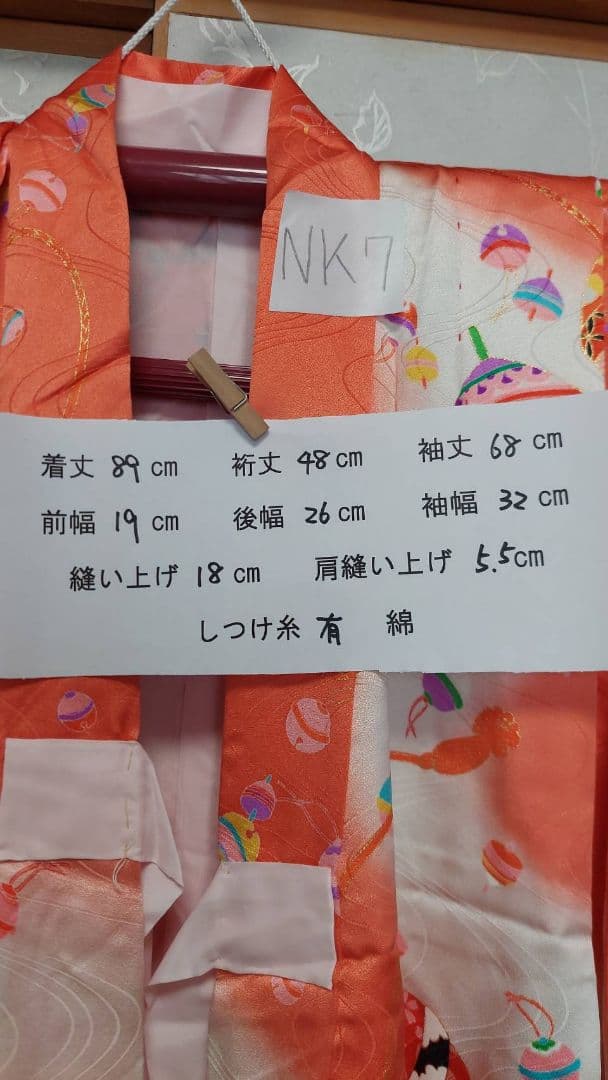 NK7
着丈 89 cm 裄丈 48 cm 袖丈 68 cm
前幅 19 cm 後幅 26 cm 袖幅 32 cm
縫い上げ 18 cm 肩縫い上げ 5.5cm
しつけ糸 有 綿